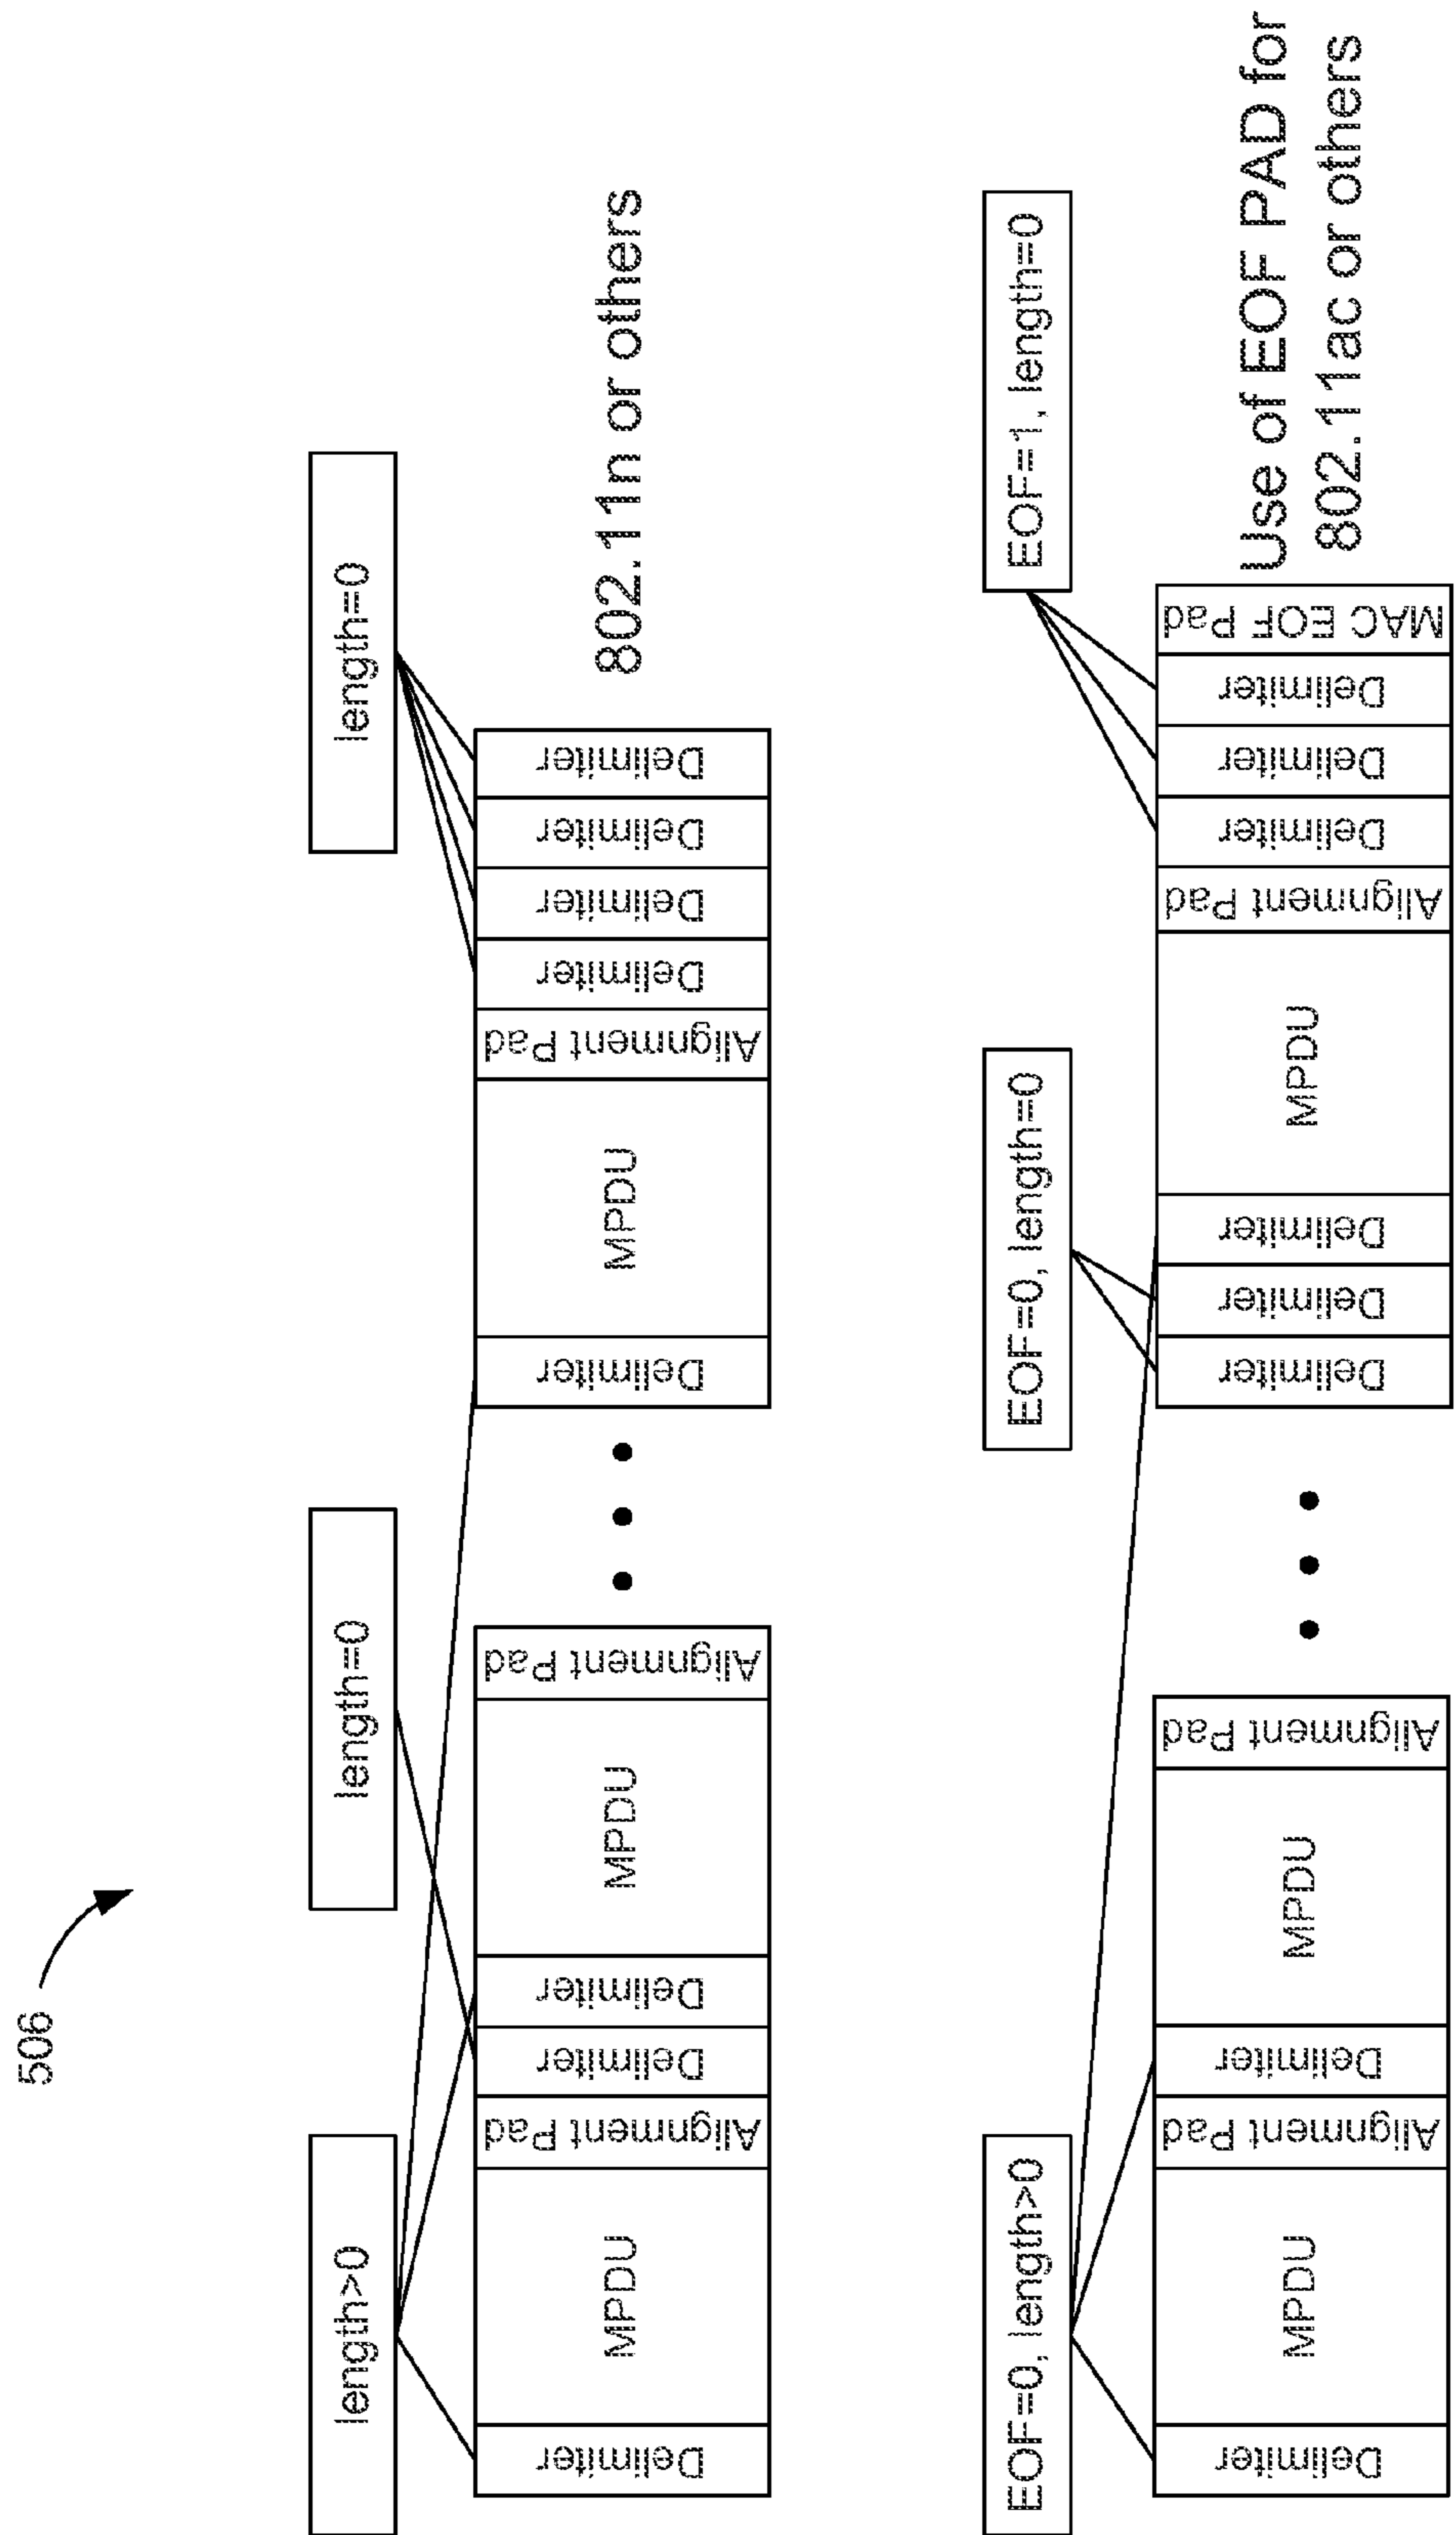 506
length>0
length=0
length=0
Delimiter
MPDU
Alignment Pad
Delimiter
Delimiter
MPDU
Alignment Pad
Delimiter
MPDU
Alignment Pad
Delimiter
Delimiter
Delimiter
Delimiter
802.11n or others
EOF=0, length>0
EOF=0, length=0
EOF=1, length=0
Delimiter
MPDU
Alignment Pad
Delimiter
MPDU
Alignment Pad
Delimiter
Delimiter
Delimiter
MPDU
Alignment Pad
Delimiter
Delimiter
Delimiter
MAC EOF Pad
Use of EOF PAD for
802.11ac or others